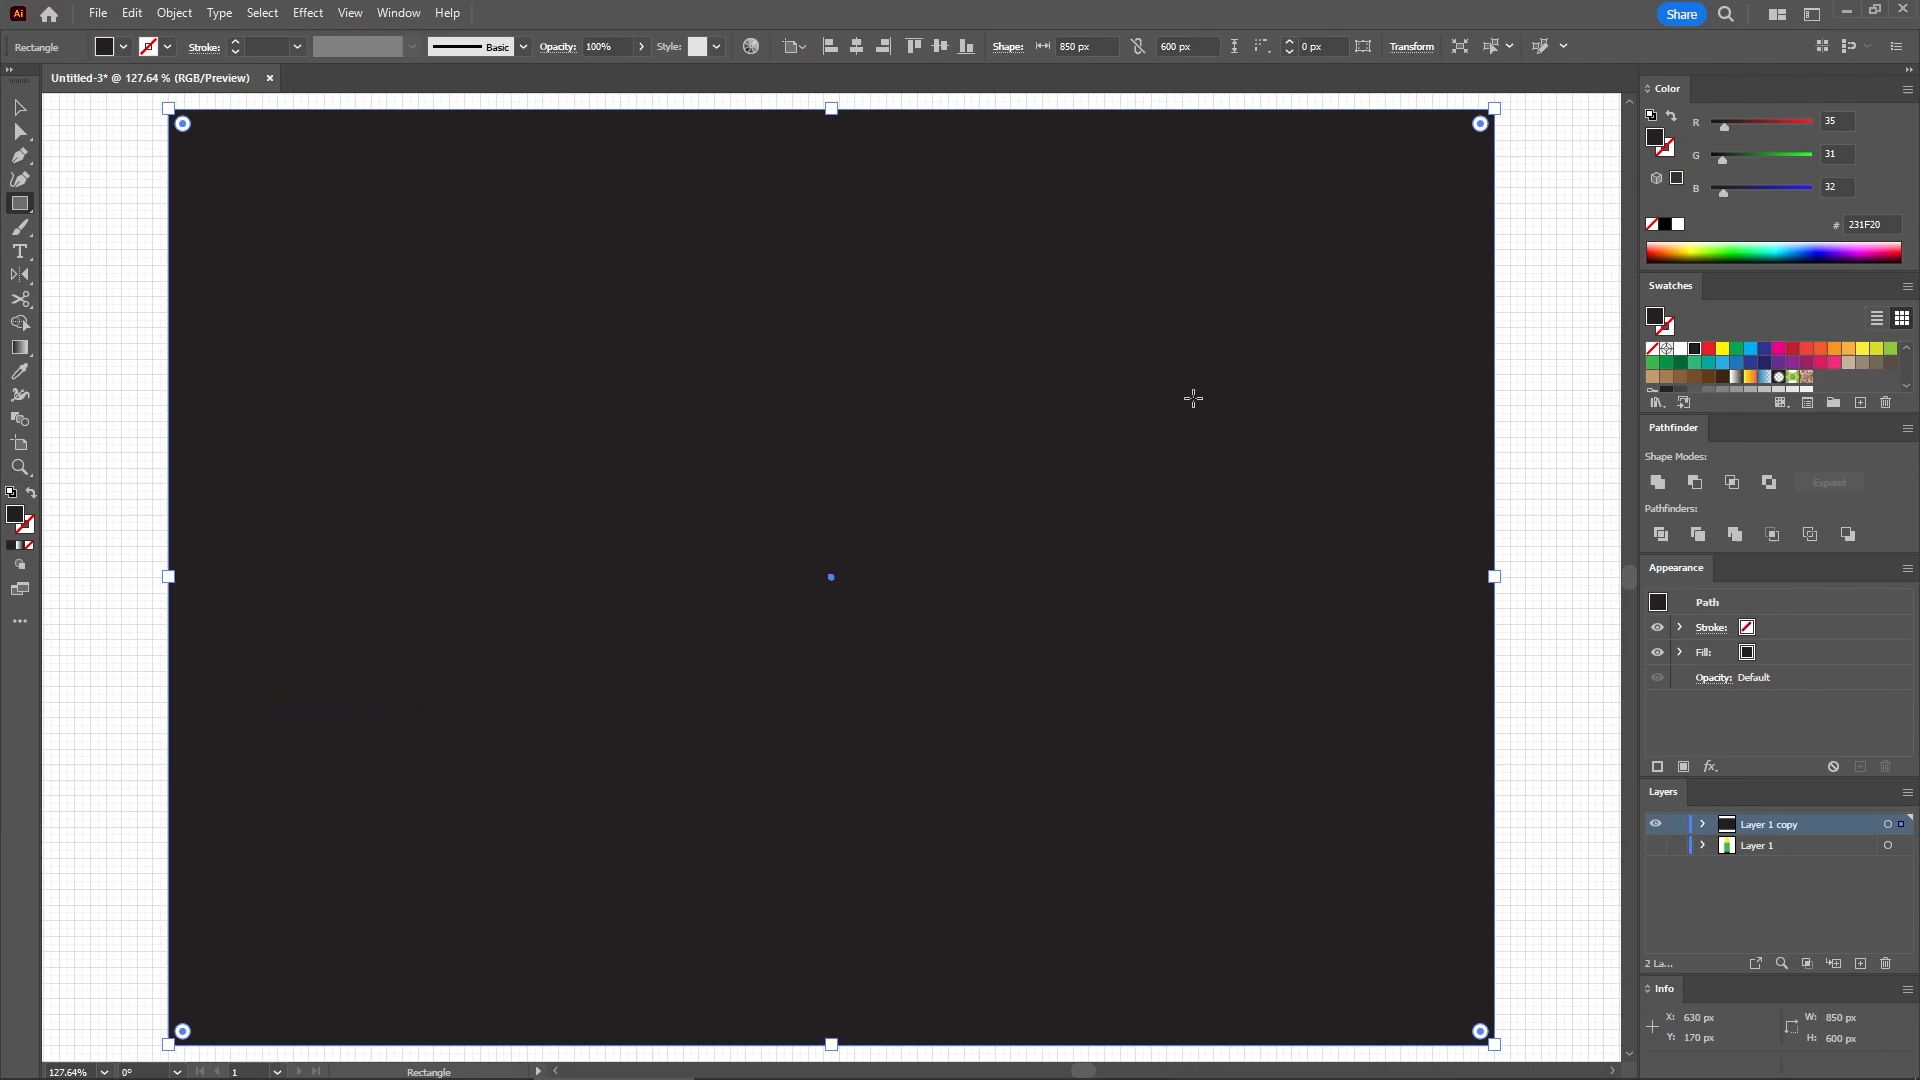 Ai File Edit Object Type Select Effect View Window Help Share
Rectangle Stroke: Basic Opacity: 100% Style: Shape: 850 px 600 px 0 px Transform
Untitled-3* @ 127.64 % (RGB/Preview) ×
Color
R 35
G 31
B 32
# 231F20
Swatches
Pathfinder
Shape Modes:
Expand
Pathfinders:
Appearance
Path
Stroke:
Fill:
Opacity: Default
fx.
Layers
Layer 1 copy
Layer 1
2 La...
Info
X: 630 px W: 850 px
Y: 170 px H: 600 px
127.64% 0° 1 Rectangle